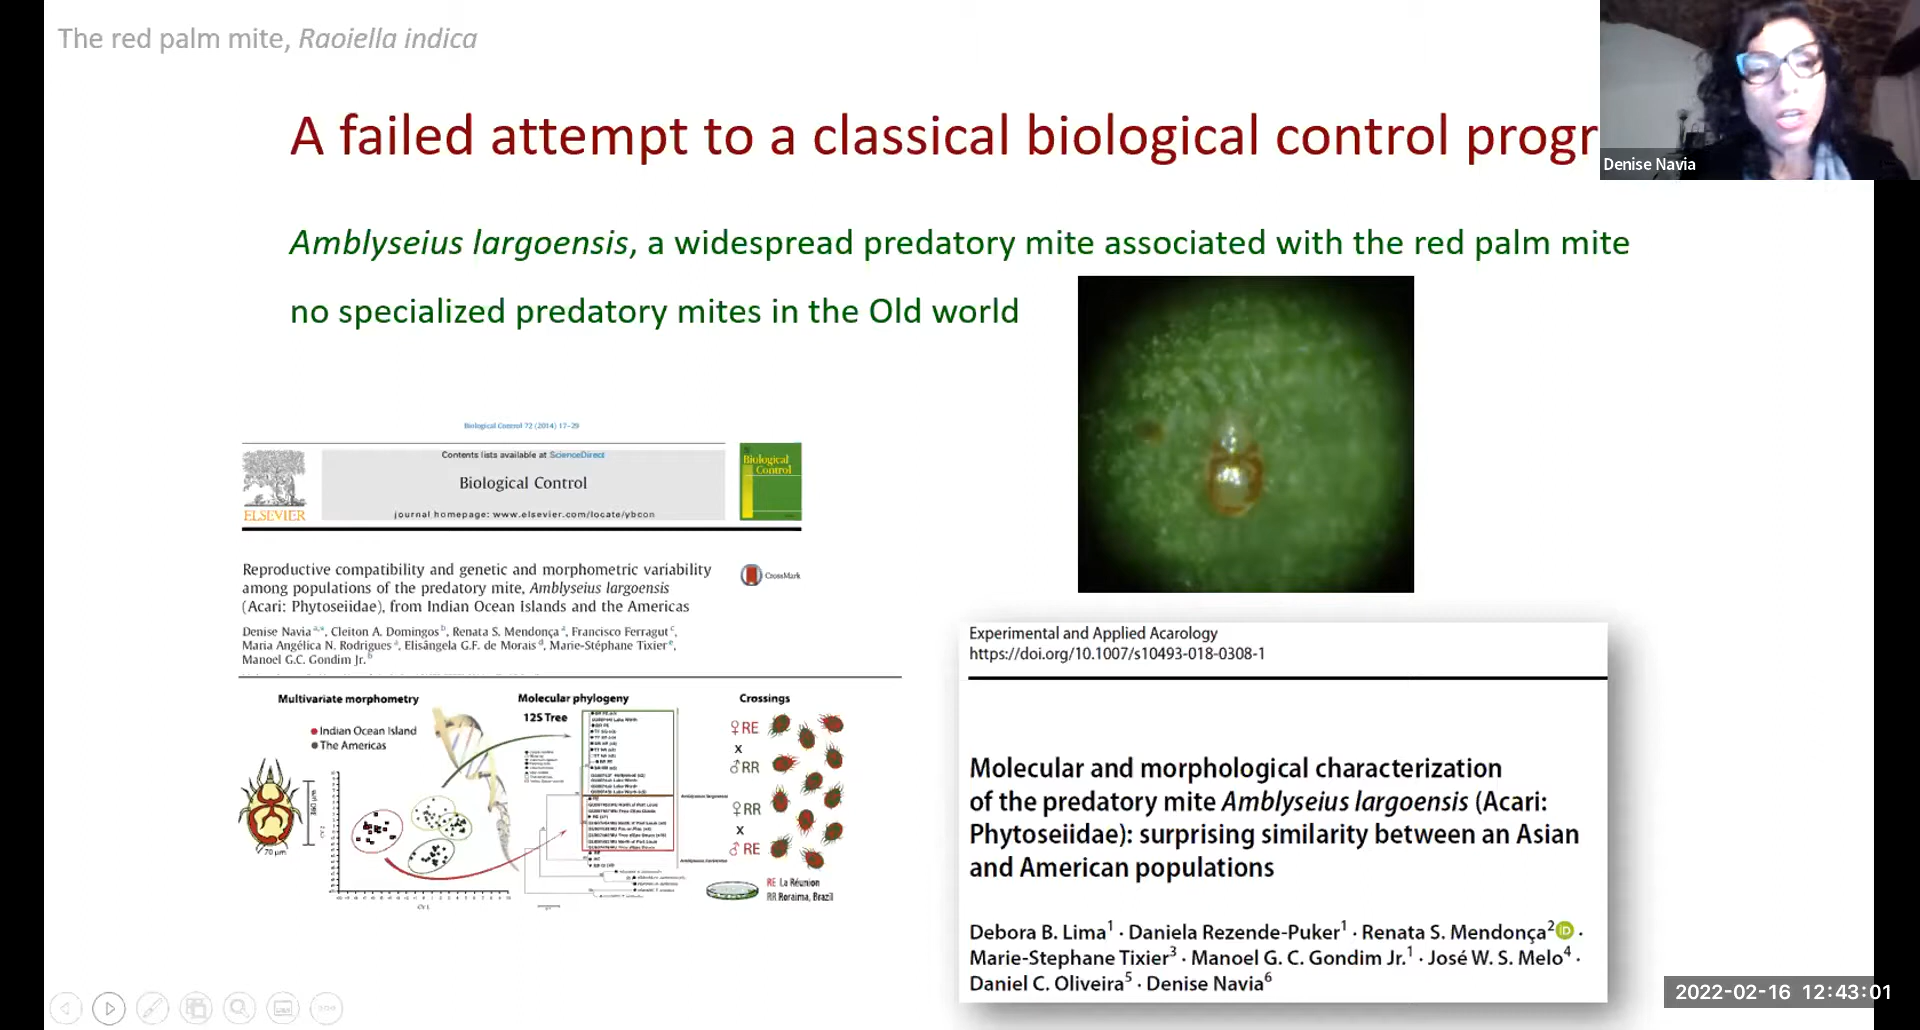 The red palm mite, Raoiella indica
A failed attempt to a classical biological control progr
Denise Navia
Amblyseius largoensis, a widespread predatory mite associated with the red palm mite
no specialized predatory mites in the Old world
Biological Control 72 (2014) 17–29
Contents lists available at ScienceDirect
Biological Control
journal homepage: www.elsevier.com/locate/ybcon
ELSEVIER
Biological
Control
Reproductive compatibility and genetic and morphometric variability
among populations of the predatory mite, Amblyseius largoensis
(Acari: Phytoseiidae), from Indian Ocean Islands and the Americas
CrossMark
Denise Navia a,*, Cleiton A. Domingos b, Renata S. Mendonça a, Francisco Ferragut c,
Maria Angélica N. Rodrigues a, Elisângela G.F. de Morais d, Marie-Stéphane Tixier e,
Manoel G.C. Gondim Jr. b
Multivariate morphometry
Indian Ocean Island
The Americas
70 µm
Molecular phylogeny
12S Tree
Crossings
♀ RE
x
♂ RR
♀ RR
x
♂ RE
RE La Réunion
RR Roraima, Brazil
Experimental and Applied Acarology
https://doi.org/10.1007/s10493-018-0308-1
Molecular and morphological characterization
of the predatory mite Amblyseius largoensis (Acari:
Phytoseiidae): surprising similarity between an Asian
and American populations
Debora B. Lima1 · Daniela Rezende-Puker1 · Renata S. Mendonça2 iD ·
Marie-Stephane Tixier3 · Manoel G. C. Gondim Jr.1 · José W. S. Melo4 ·
Daniel C. Oliveira5 · Denise Navia6
2022-02-16 12:43:01